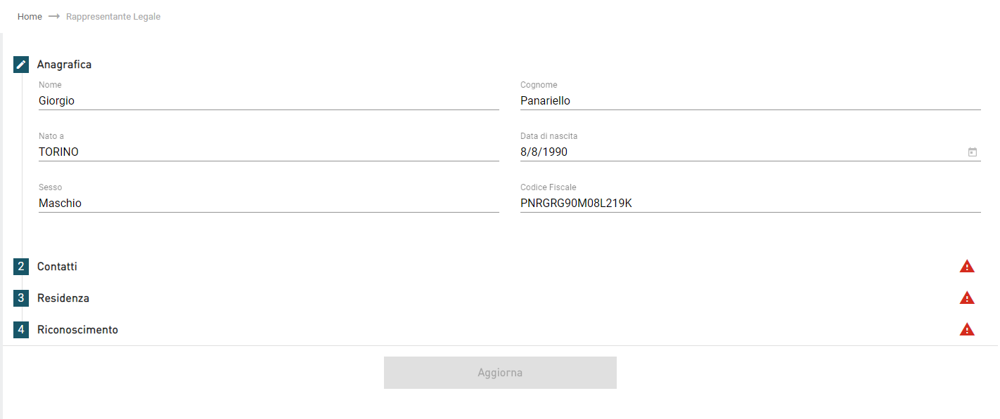 Home → Rappresentante Legale
Anagrafica
Nome
Giorgio
Cognome
Panariello
Nato a
TORINO
Data di nascita
8/8/1990
Sesso
Maschio
Codice Fiscale
PNRGRG90M08L219K
2 Contatti
3 Residenza
4 Riconoscimento
Aggiorna